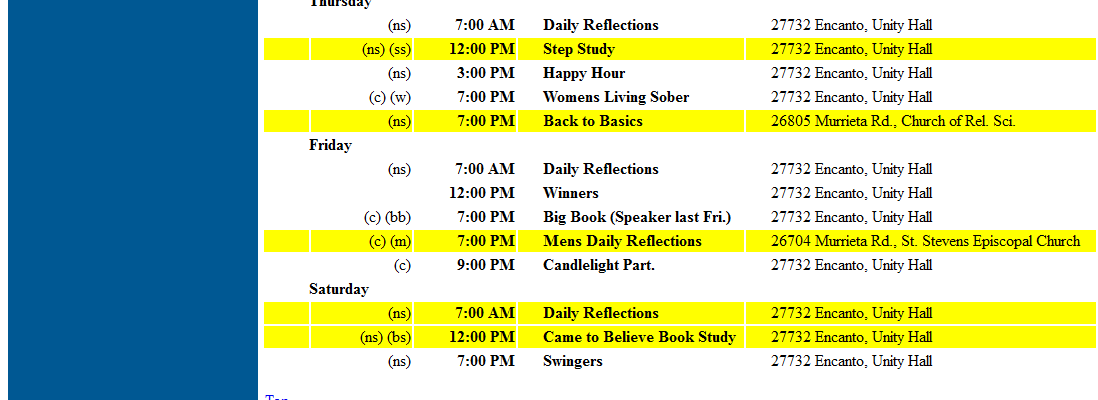 Thursday
(ns) 7:00 AM Daily Reflections 27732 Encanto, Unity Hall
(ns) (ss) 12:00 PM Step Study 27732 Encanto, Unity Hall
(ns) 3:00 PM Happy Hour 27732 Encanto, Unity Hall
(c) (w) 7:00 PM Womens Living Sober 27732 Encanto, Unity Hall
(ns) 7:00 PM Back to Basics 26805 Murrieta Rd., Church of Rel. Sci.
Friday
(ns) 7:00 AM Daily Reflections 27732 Encanto, Unity Hall
12:00 PM Winners 27732 Encanto, Unity Hall
(c) (bb) 7:00 PM Big Book (Speaker last Fri.) 27732 Encanto, Unity Hall
(c) (m) 7:00 PM Mens Daily Reflections 26704 Murrieta Rd., St. Stevens Episcopal Church
(c) 9:00 PM Candlelight Part. 27732 Encanto, Unity Hall
Saturday
(ns) 7:00 AM Daily Reflections 27732 Encanto, Unity Hall
(ns) (bs) 12:00 PM Came to Believe Book Study 27732 Encanto, Unity Hall
(ns) 7:00 PM Swingers 27732 Encanto, Unity Hall